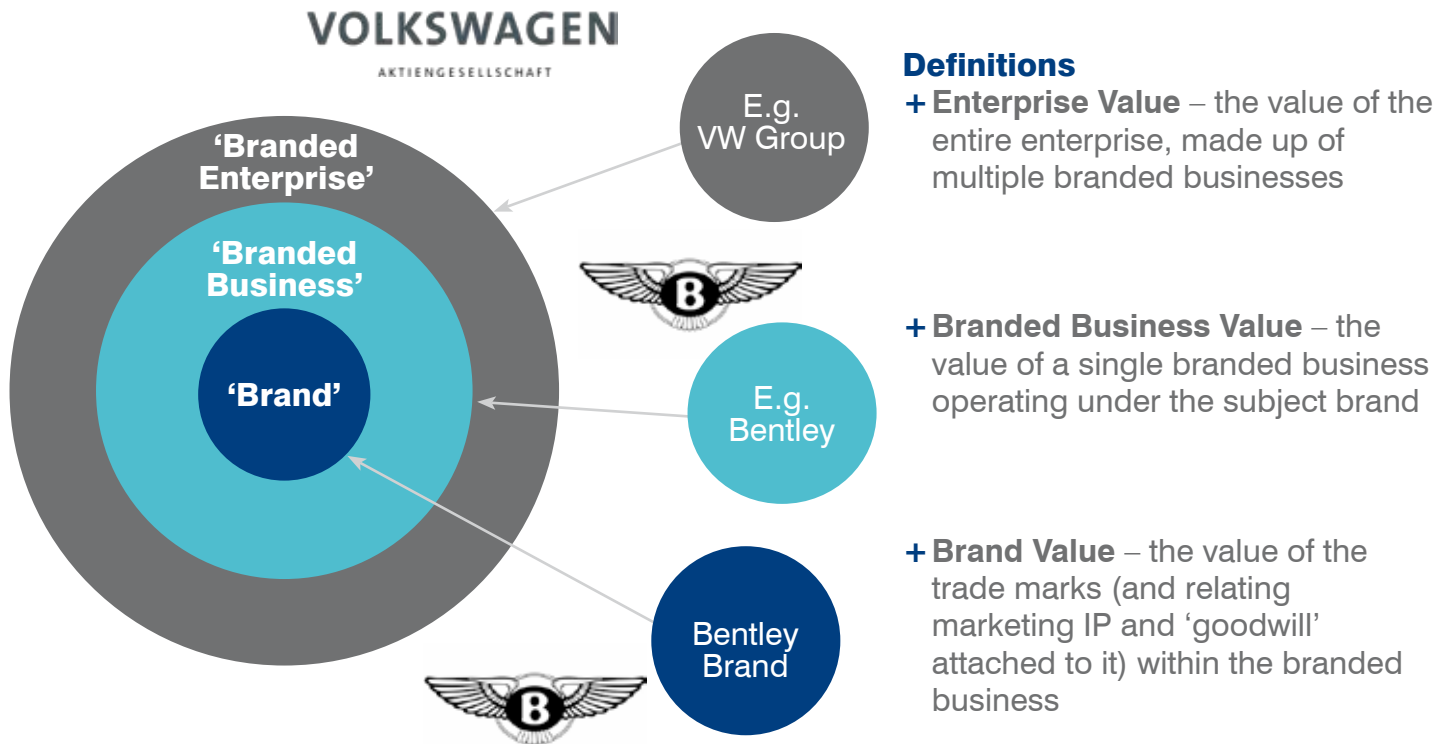 VOLKSWAGEN
AKTIENGESELLSCHAFT
‘Branded
Enterprise’
‘Branded
Business’
‘Brand’
E.g.
VW Group
B
E.g.
Bentley
Bentley
Brand
B
Definitions
+ Enterprise Value – the value of the
entire enterprise, made up of
multiple branded businesses
+ Branded Business Value – the
value of a single branded business
operating under the subject brand
+ Brand Value – the value of the
trade marks (and relating
marketing IP and ‘goodwill’
attached to it) within the branded
business